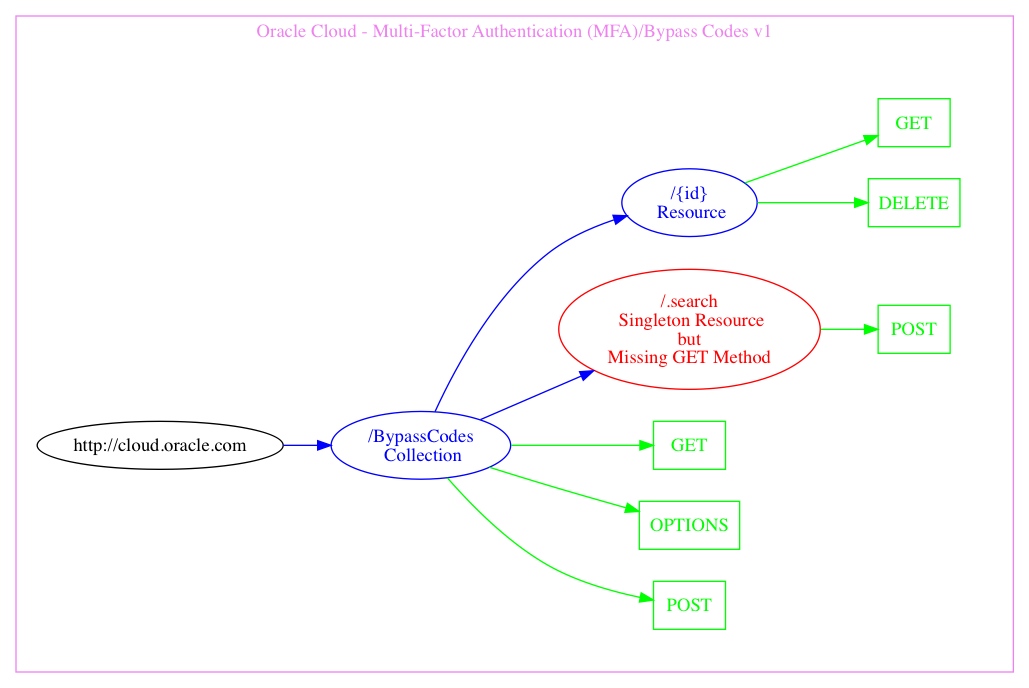 Oracle Cloud - Multi-Factor Authentication (MFA)/Bypass Codes v1
GET
/{id}
Resource
DELETE
/.search
Singleton Resource
but
Missing GET Method
POST
http://cloud.oracle.com
/BypassCodes
Collection
GET
OPTIONS
POST